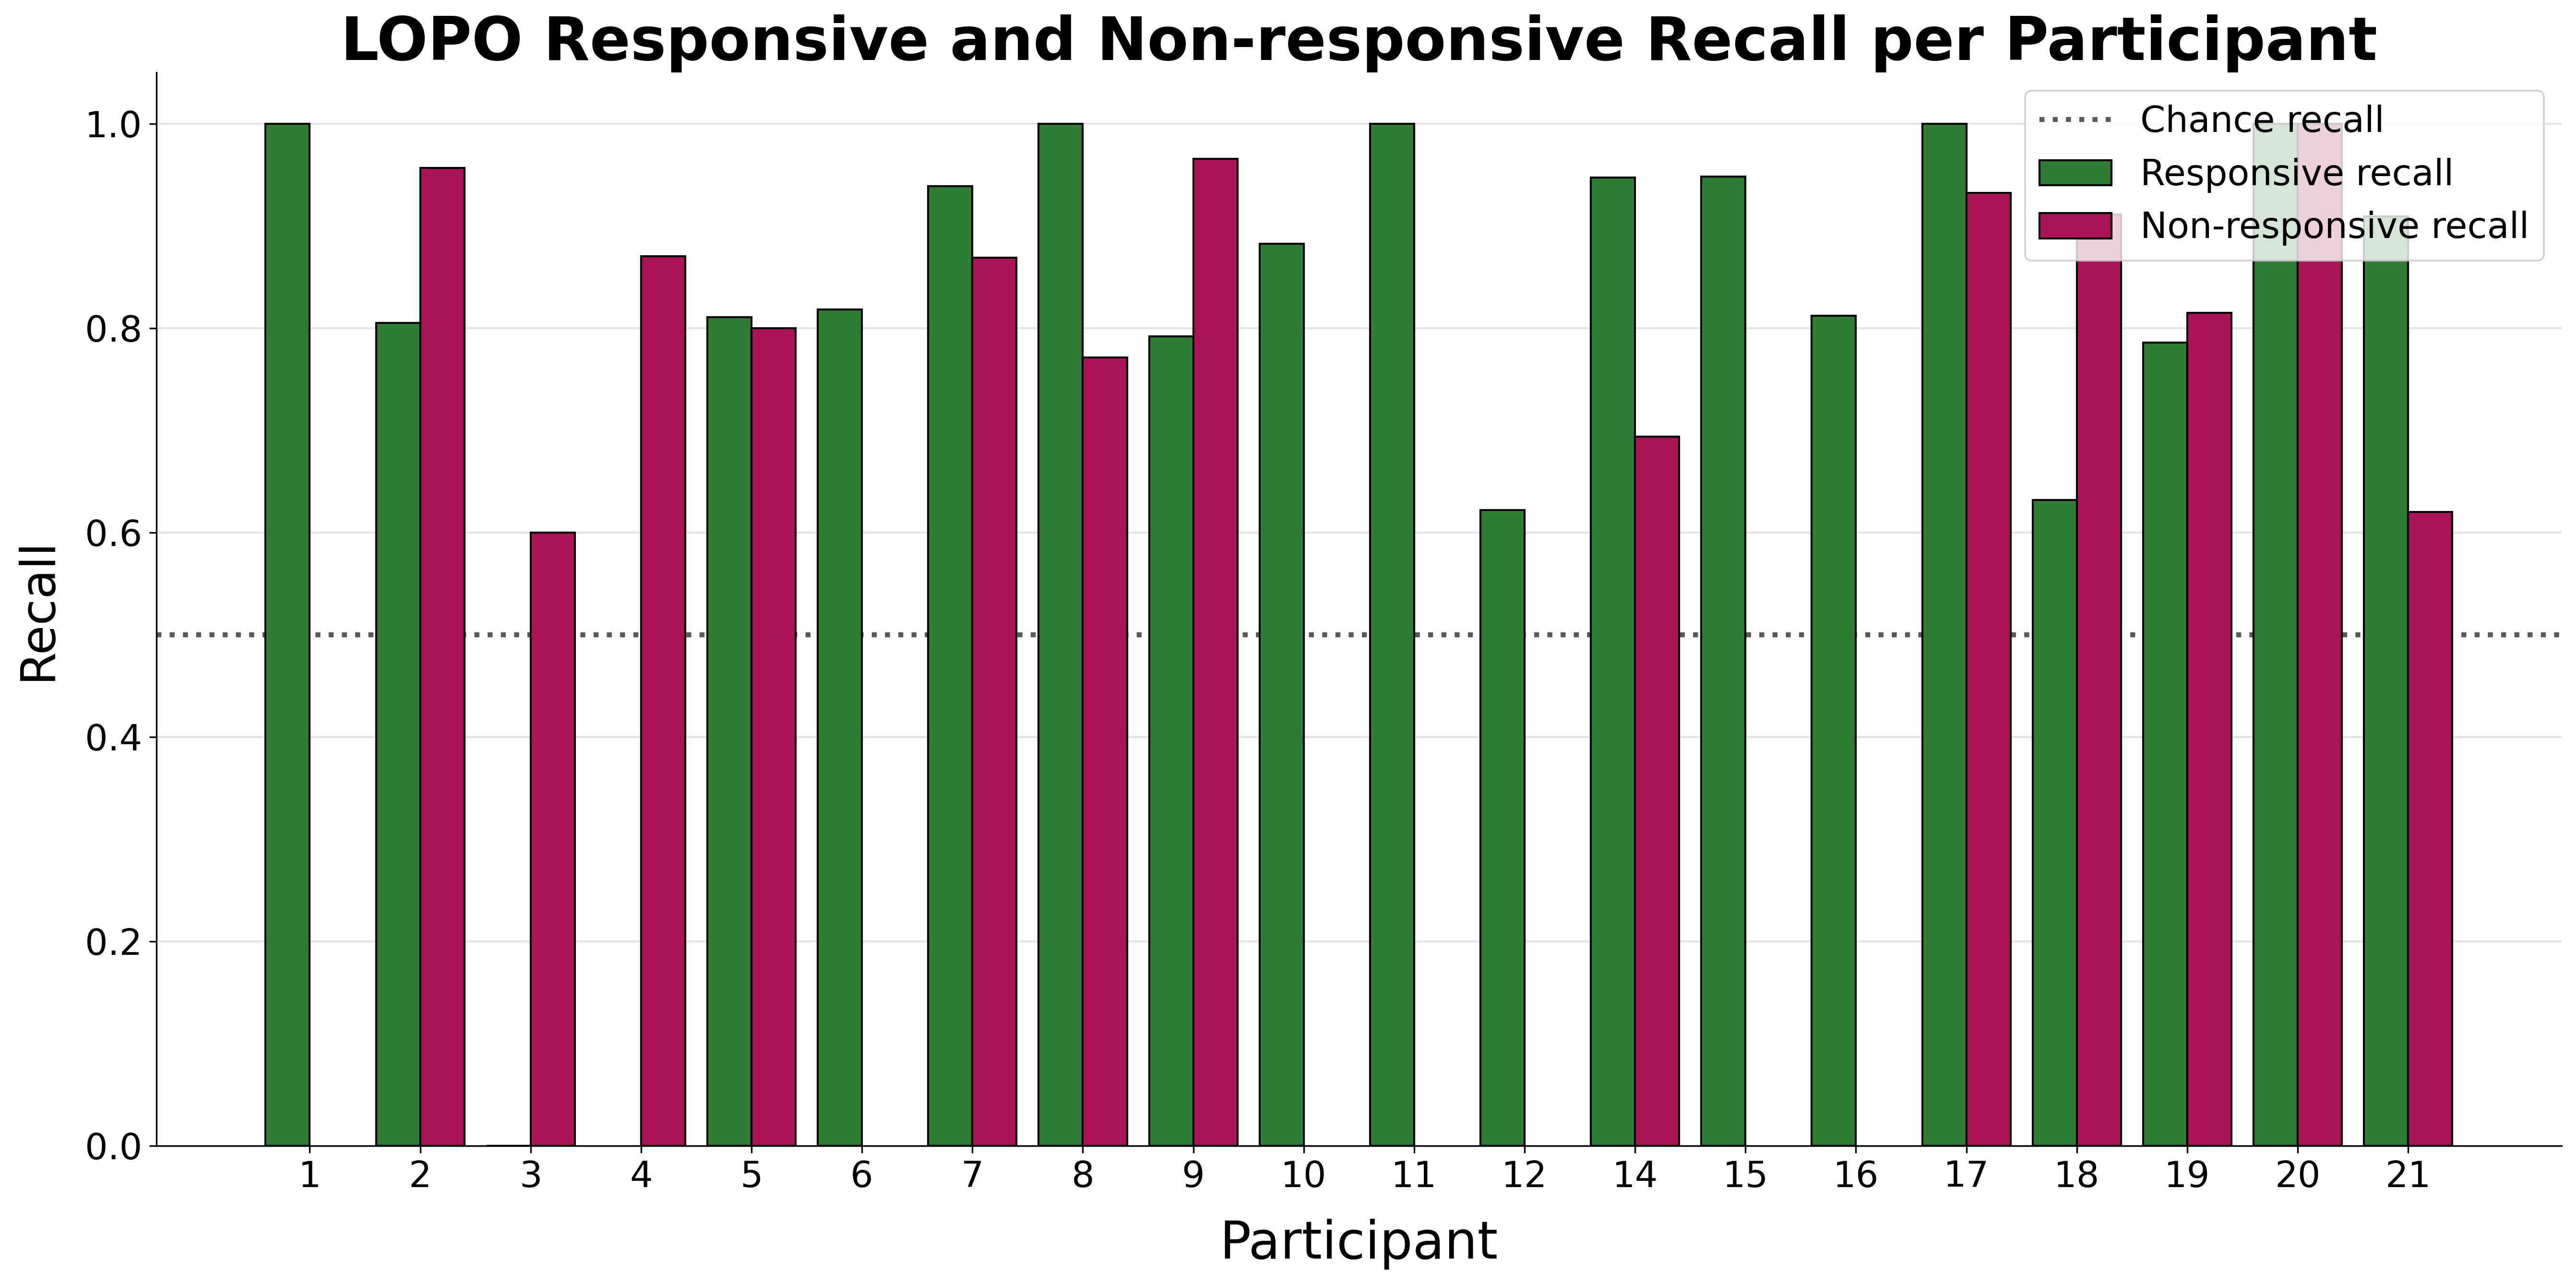 LOPO Responsive and Non-responsive Recall per Participant
Chance recall
Responsive recall
Non-responsive recall
Recall
1.0
0.8
0.6
0.4
0.2
0.0
1 2 3 4 5 6 7 8 9 10 11 12 14 15 16 17 18 19 20 21
Participant